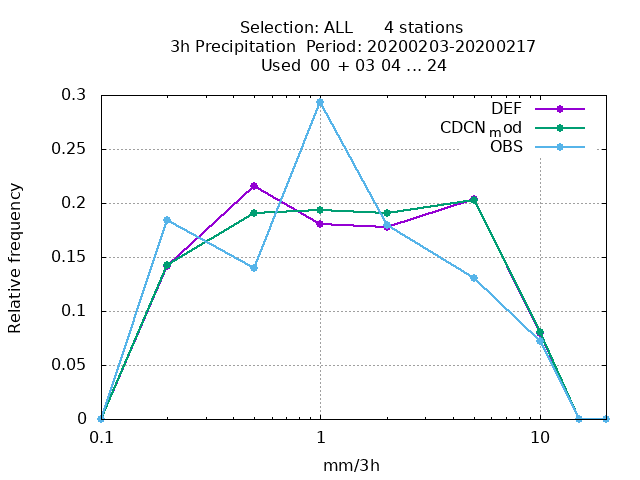 Selection: ALL      4 stations
3h Precipitation  Period: 20200203-20200217
Used  00  + 03 04 ... 24
0.3
0.25
0.2
0.15
0.1
0.05
0
Relative frequency
DEF
CDCN_mod
OBS
0.1
1
10
mm/3h